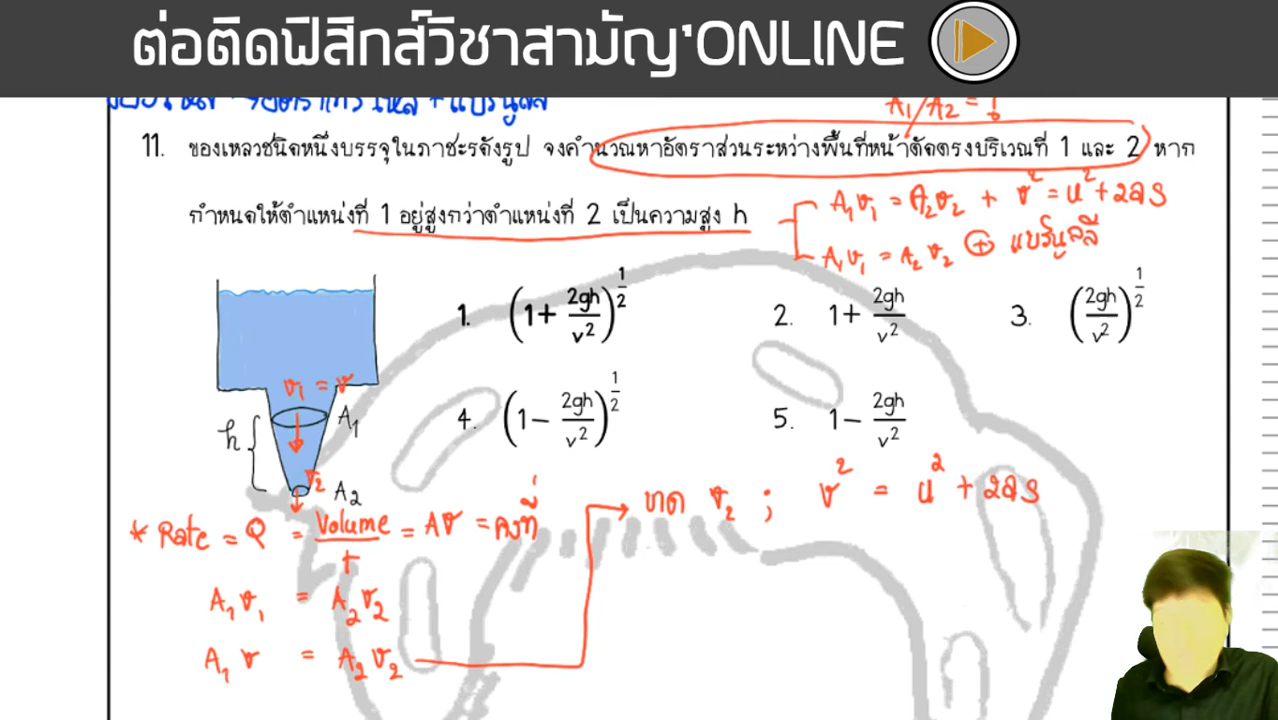 ต่อติดฟิสิกส์วิชาสามัญ'ONLINE
A₁/A₂ =
11. ของเหลวชนิดหนึ่งบรรจุในภาชะรดังรูป จงคำนวณหาอัตราส่วนระหว่างพื้นที่หน้าตัดตรงบริเวณที่ 1 และ 2 หาก
กำหนดให้ตำแหน่งที่ 1 อยู่สูงกว่าตำแหน่งที่ 2 เป็นความสูง h
A₁v₁ = A₂v₂ + v² = u² + 2as
A₁v₁ = A₂v₂ ⊕ แบร์นูลลี
1. (1+ 2gh/v²)^1/2
2. 1+ 2gh/v²
3. (2gh/v²)^1/2
4. (1− 2gh/v²)^1/2
5. 1− 2gh/v²
v₁ = v
A₁
h
v₂
A₂
* Rate = Q = Volume/t = Av = คงที่
A₁v₁ = A₂v₂
A₁v = A₂v₂
หา v₂ ; v² = u² + 2as